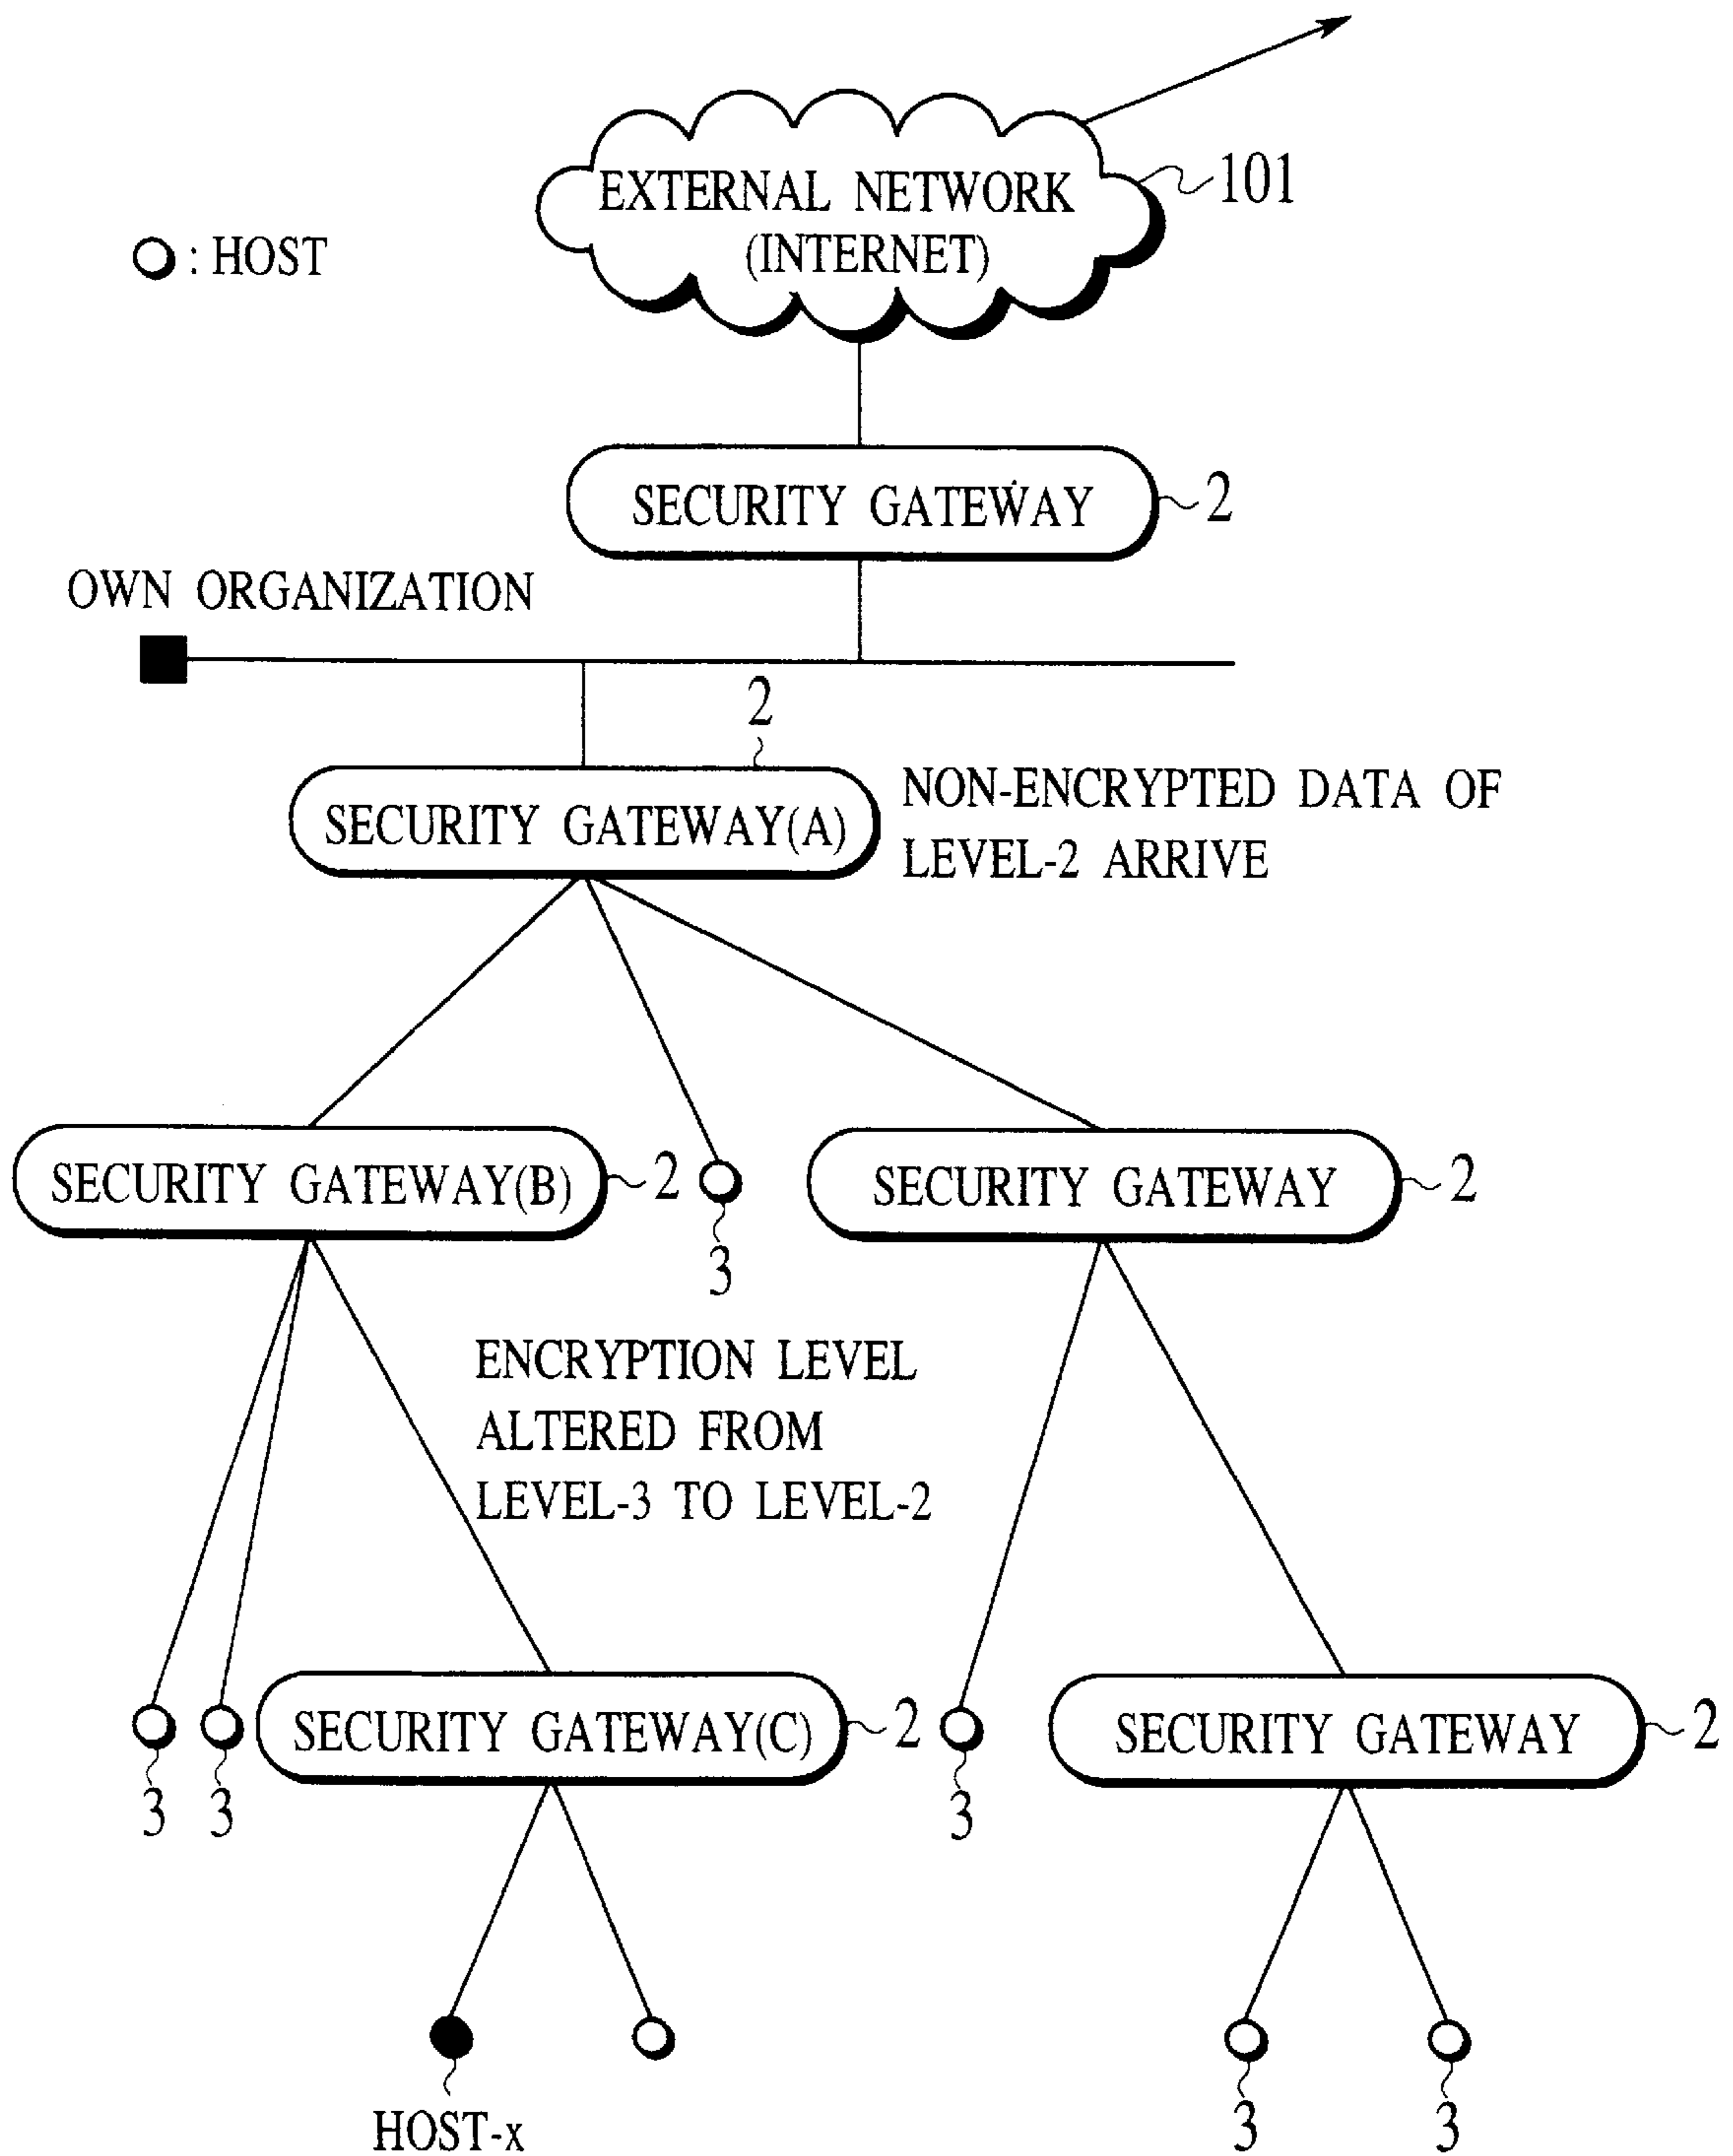 EXTERNAL NETWORK
(INTERNET)
101
: HOST
SECURITY GATEWAY
2
OWN ORGANIZATION
2
SECURITY GATEWAY(A)
NON-ENCRYPTED DATA OF
LEVEL-2 ARRIVE
SECURITY GATEWAY(B)
2
3
SECURITY GATEWAY
2
ENCRYPTION LEVEL
ALTERED FROM
LEVEL-3 TO LEVEL-2
3
3
SECURITY GATEWAY(C)
2
3
SECURITY GATEWAY
2
HOST-x
3
3